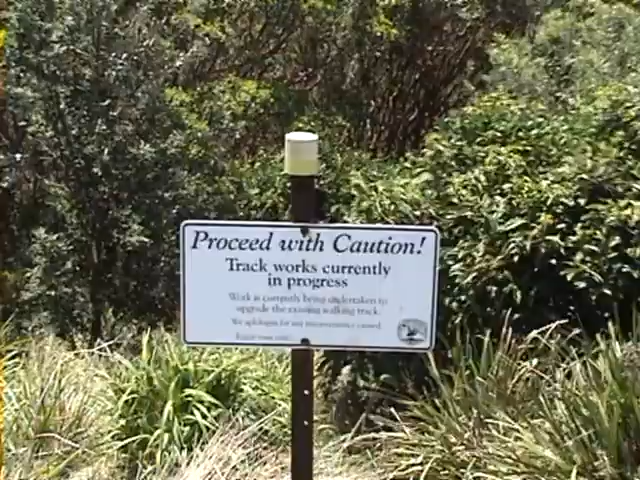 Proceed with Caution!
Track works currently
in progress
Work is currently being undertaken to
upgrade the existing walking track.
We apologise for any inconvenience caused